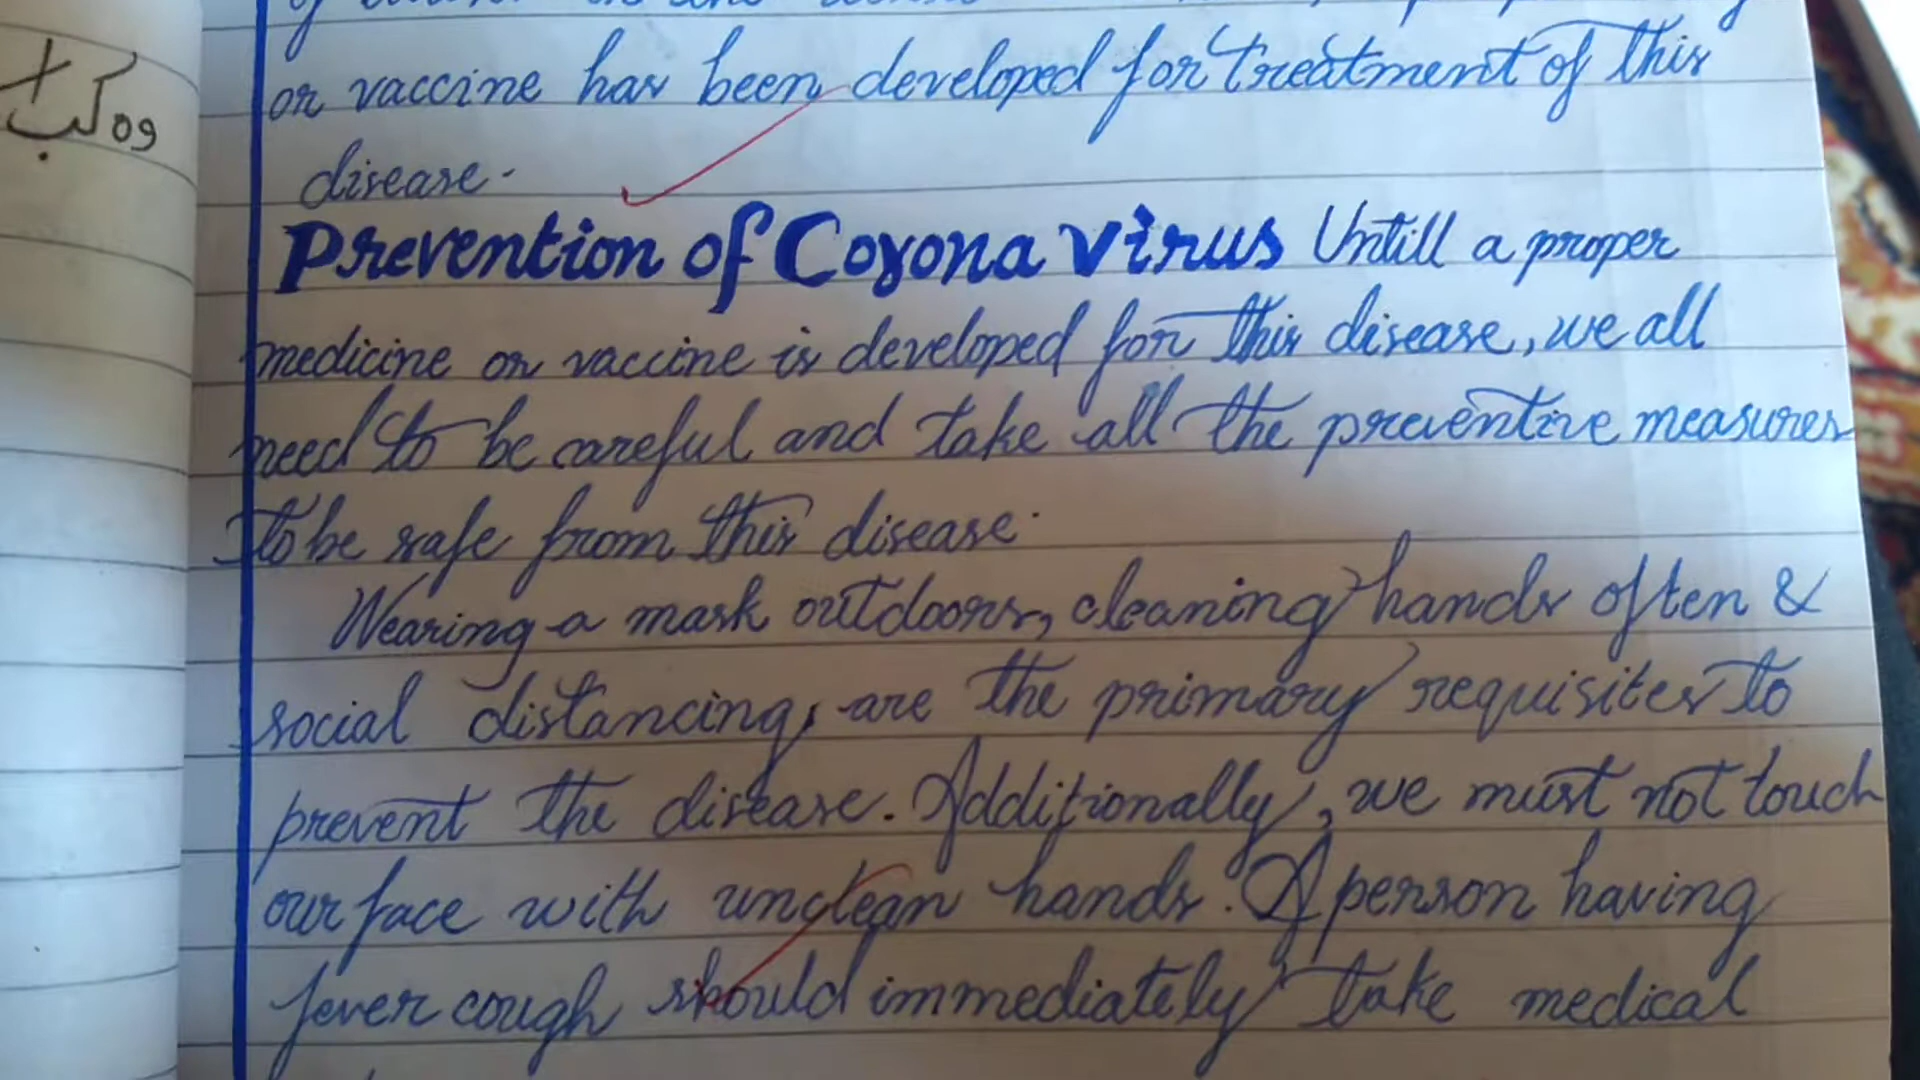 or vaccine has been developed for treatment of this
disease.
Prevention of Corona Virus Untill a proper
medicine or vaccine is developed for this disease, we all
need to be careful and take all the preventive measures
to be safe from this disease.
Wearing a mask outdoors, cleaning hands often &
social distancing, are the primary requisites to
prevent the disease. Additionally, we must not touch
our face with unclean hands. A person having
fever cough should immediately take medical